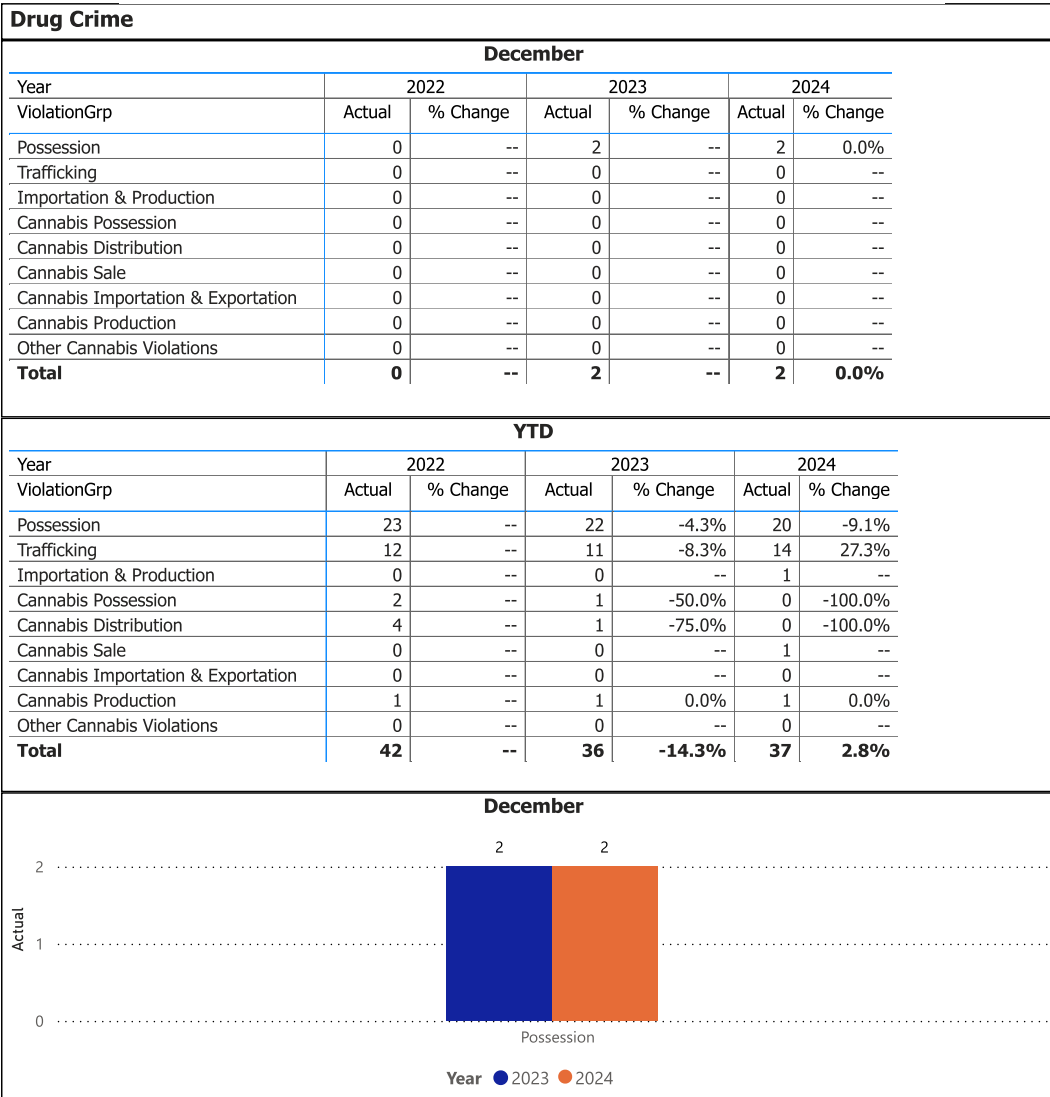 Drug Crime
December
Year 2022 2023 2024
ViolationGrp Actual % Change Actual % Change Actual % Change
Possession 0 -- 2 -- 2 0.0%
Trafficking 0 -- 0 -- 0 --
Importation & Production 0 -- 0 -- 0 --
Cannabis Possession 0 -- 0 -- 0 --
Cannabis Distribution 0 -- 0 -- 0 --
Cannabis Sale 0 -- 0 -- 0 --
Cannabis Importation & Exportation 0 -- 0 -- 0 --
Cannabis Production 0 -- 0 -- 0 --
Other Cannabis Violations 0 -- 0 -- 0 --
Total 0 -- 2 -- 2 0.0%
YTD
Year 2022 2023 2024
ViolationGrp Actual % Change Actual % Change Actual % Change
Possession 23 -- 22 -4.3% 20 -9.1%
Trafficking 12 -- 11 -8.3% 14 27.3%
Importation & Production 0 -- 0 -- 1 --
Cannabis Possession 2 -- 1 -50.0% 0 -100.0%
Cannabis Distribution 4 -- 1 -75.0% 0 -100.0%
Cannabis Sale 0 -- 0 -- 1 --
Cannabis Importation & Exportation 0 -- 0 -- 0 --
Cannabis Production 1 -- 1 0.0% 1 0.0%
Other Cannabis Violations 0 -- 0 -- 0 --
Total 42 -- 36 -14.3% 37 2.8%
December
2 2
2
Actual
1
0
Possession
Year 2023 2024